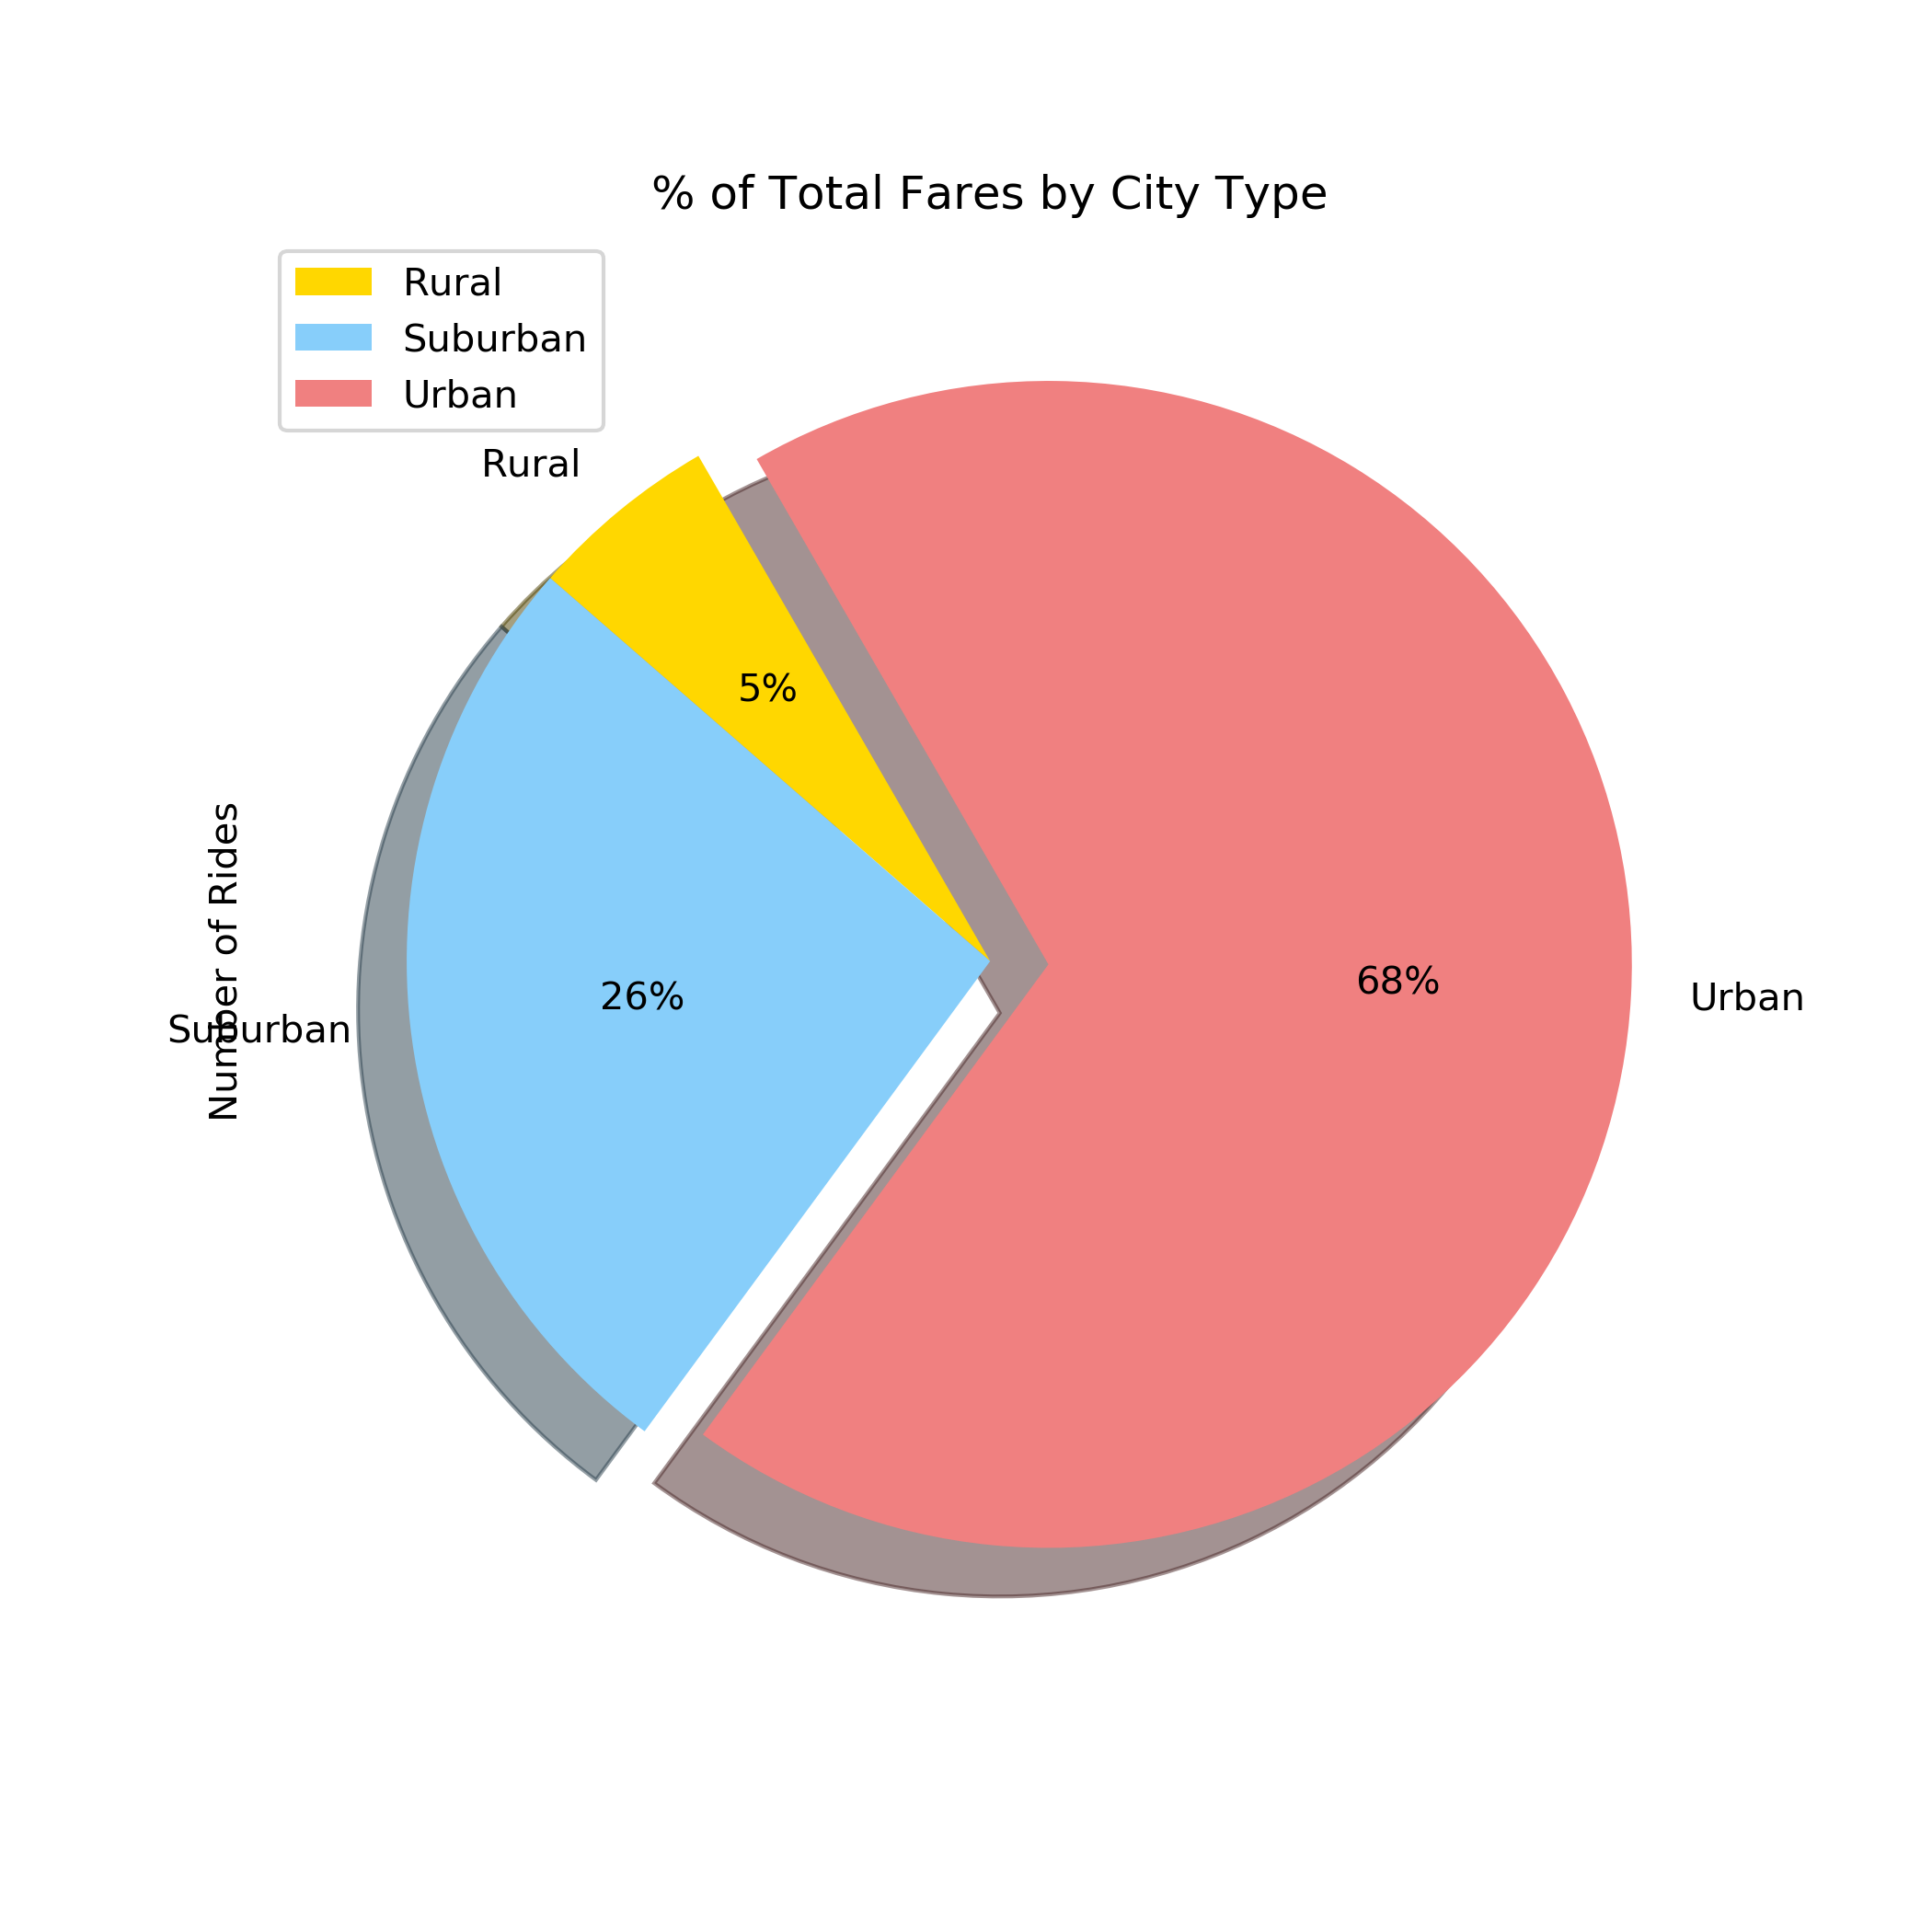 % of Total Fares by City Type
Rural
Suburban
Urban
Rural
5%
26%
68%
Urban
Suburban
Number of Rides